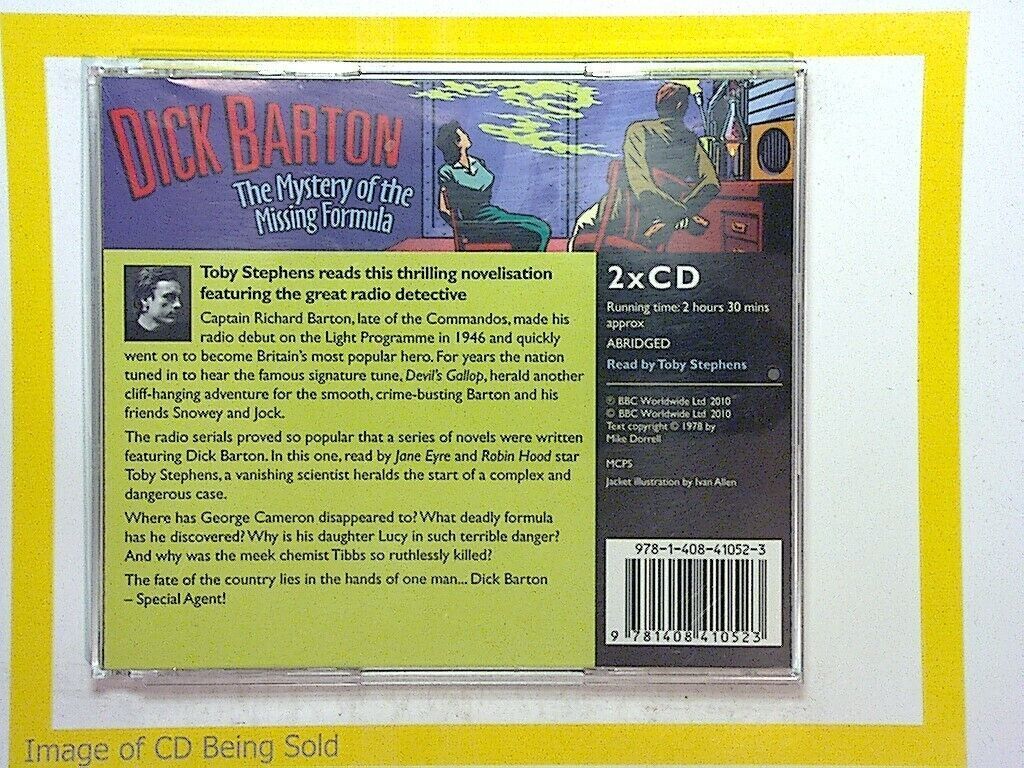 DICK BARTON
The Mystery of the
Missing Formula
Toby Stephens reads this thrilling novelisation
featuring the great radio detective
Captain Richard Barton, late of the Commandos, made his
radio debut on the Light Programme in 1946 and quickly
went on to become Britain's most popular hero. For years the nation
tuned in to hear the famous signature tune, Devil's Gallop, herald another
cliff-hanging adventure for the smooth, crime-busting Barton and his
friends Snowey and Jock.
The radio serials proved so popular that a series of novels were written
featuring Dick Barton. In this one, read by Jane Eyre and Robin Hood star
Toby Stephens, a vanishing scientist heralds the start of a complex and
dangerous case.
Where has George Cameron disappeared to? What deadly formula
has he discovered? Why is his daughter Lucy in such terrible danger?
And why was the meek chemist Tibbs so ruthlessly killed?
The fate of the country lies in the hands of one man... Dick Barton
– Special Agent!
2xCD
Running time: 2 hours 30 mins
approx
ABRIDGED
Read by Toby Stephens
℗ BBC Worldwide Ltd 2010
© BBC Worldwide Ltd 2010
Text copyright © 1978 by
Mike Dorrell
MCPS
Jacket illustration by Ivan Allen
978-1-408-41052-3
9 781408 410523
Image of CD Being Sold